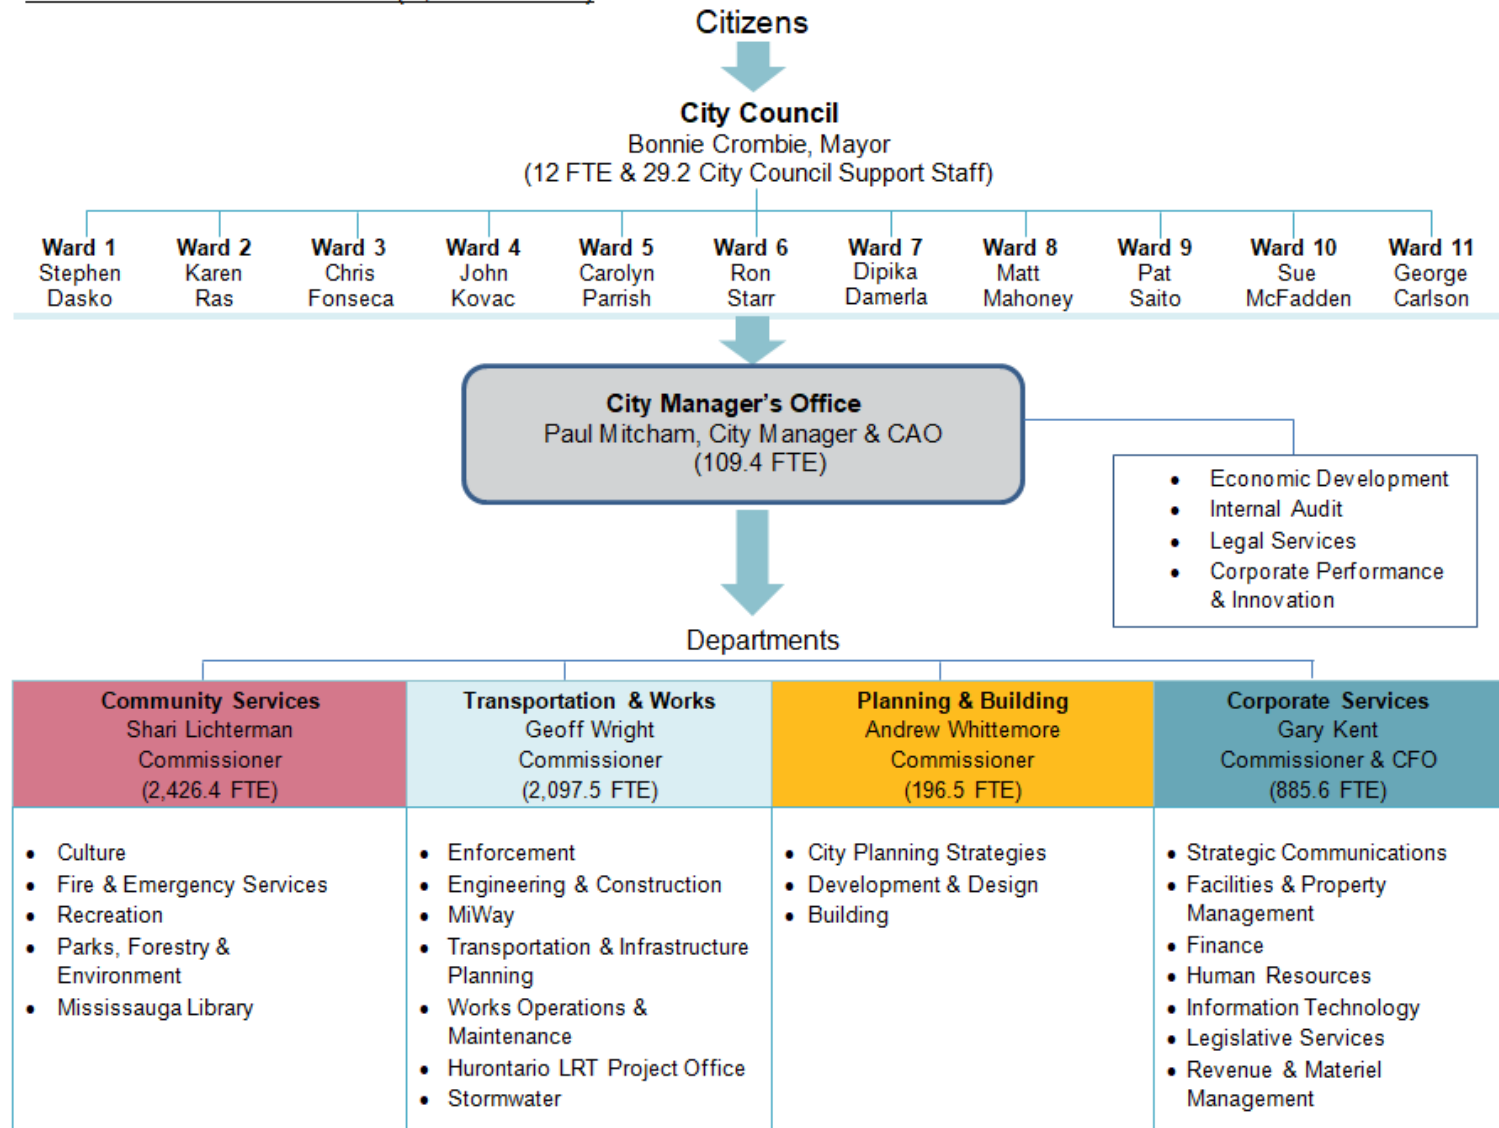 Citizens
City Council
Bonnie Crombie, Mayor
(12 FTE & 29.2 City Council Support Staff)
Ward 1
Stephen
Dasko
Ward 2
Karen
Ras
Ward 3
Chris
Fonseca
Ward 4
John
Kovac
Ward 5
Carolyn
Parrish
Ward 6
Ron
Starr
Ward 7
Dipika
Damerla
Ward 8
Matt
Mahoney
Ward 9
Pat
Saito
Ward 10
Sue
McFadden
Ward 11
George
Carlson
City Manager's Office
Paul Mitcham, City Manager & CAO
(109.4 FTE)
• Economic Development
• Internal Audit
• Legal Services
• Corporate Performance
& Innovation
Departments
Community Services
Shari Lichterman
Commissioner
(2,426.4 FTE)
• Culture
• Fire & Emergency Services
• Recreation
• Parks, Forestry &
Environment
• Mississauga Library
Transportation & Works
Geoff Wright
Commissioner
(2,097.5 FTE)
• Enforcement
• Engineering & Construction
• MiWay
• Transportation & Infrastructure
Planning
• Works Operations &
Maintenance
• Hurontario LRT Project Office
• Stormwater
Planning & Building
Andrew Whittemore
Commissioner
(196.5 FTE)
• City Planning Strategies
• Development & Design
• Building
Corporate Services
Gary Kent
Commissioner & CFO
(885.6 FTE)
• Strategic Communications
• Facilities & Property
Management
• Finance
• Human Resources
• Information Technology
• Legislative Services
• Revenue & Materiel
Management